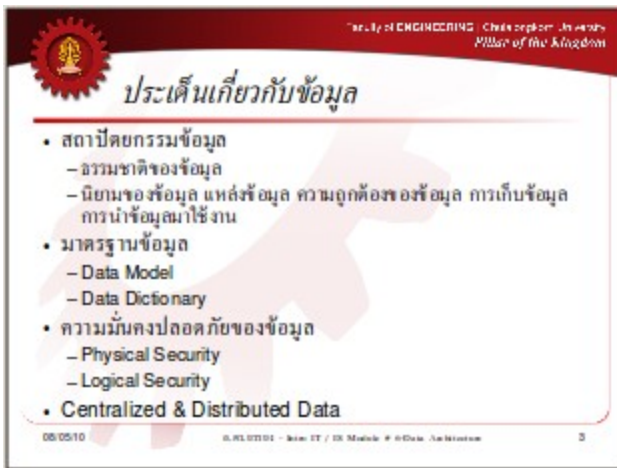 Faculty of ENGINEERING | Chulalongkorn University
Pillar of the kingdom
ประเด็นเกี่ยวกับข้อมูล
• สถาปัตยกรรมข้อมูล
– ธรรมชาติของข้อมูล
– นิยามของข้อมูล แหล่งข้อมูล ความถูกต้องของข้อมูล การเก็บข้อมูล
การนำข้อมูลมาใช้งาน
• มาตรฐานข้อมูล
– Data Model
– Data Dictionary
• ความมั่นคงปลอดภัยของข้อมูล
– Physical Security
– Logical Security
• Centralized & Distributed Data
08/05/10
IT / IS Module # Data Architecture
3